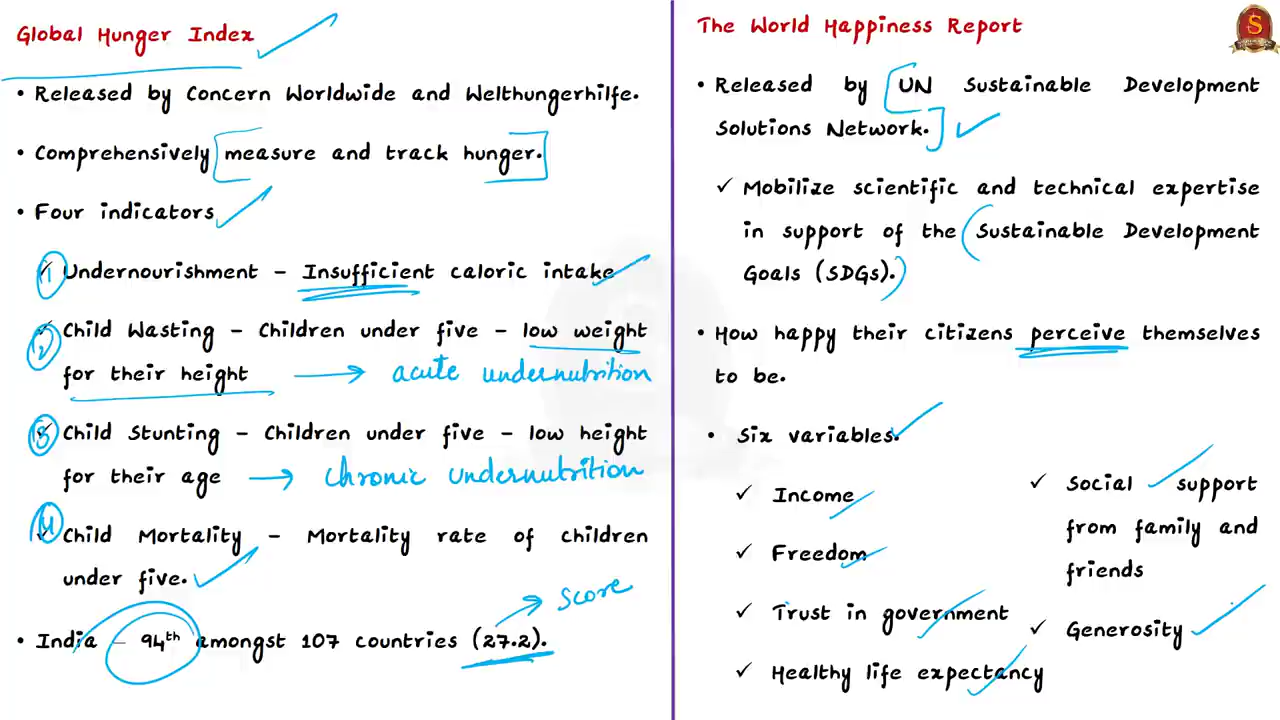 Global Hunger Index
• Released by Concern Worldwide and Welthungerhilfe.
• Comprehensively measure and track hunger.
• Four indicators
1 Undernourishment – Insufficient caloric intake
2 Child Wasting – Children under five – low weight
for their height → acute undernutrition
3 Child Stunting – Children under five – low height
for their age → chronic undernutrition
4 Child Mortality – Mortality rate of children
under five.
→ score
• India – 94th amongst 107 countries (27.2).
The World Happiness Report
S
• Released by UN Sustainable Development
Solutions Network.
✓ Mobilize scientific and technical expertise
in support of the Sustainable Development
Goals (SDGs).
• How happy their citizens perceive themselves
to be.
• Six variables.
✓ Income
✓ Freedom
✓ Trust in government
✓ Healthy life expectancy
✓ Social support
from family and
friends
✓ Generosity